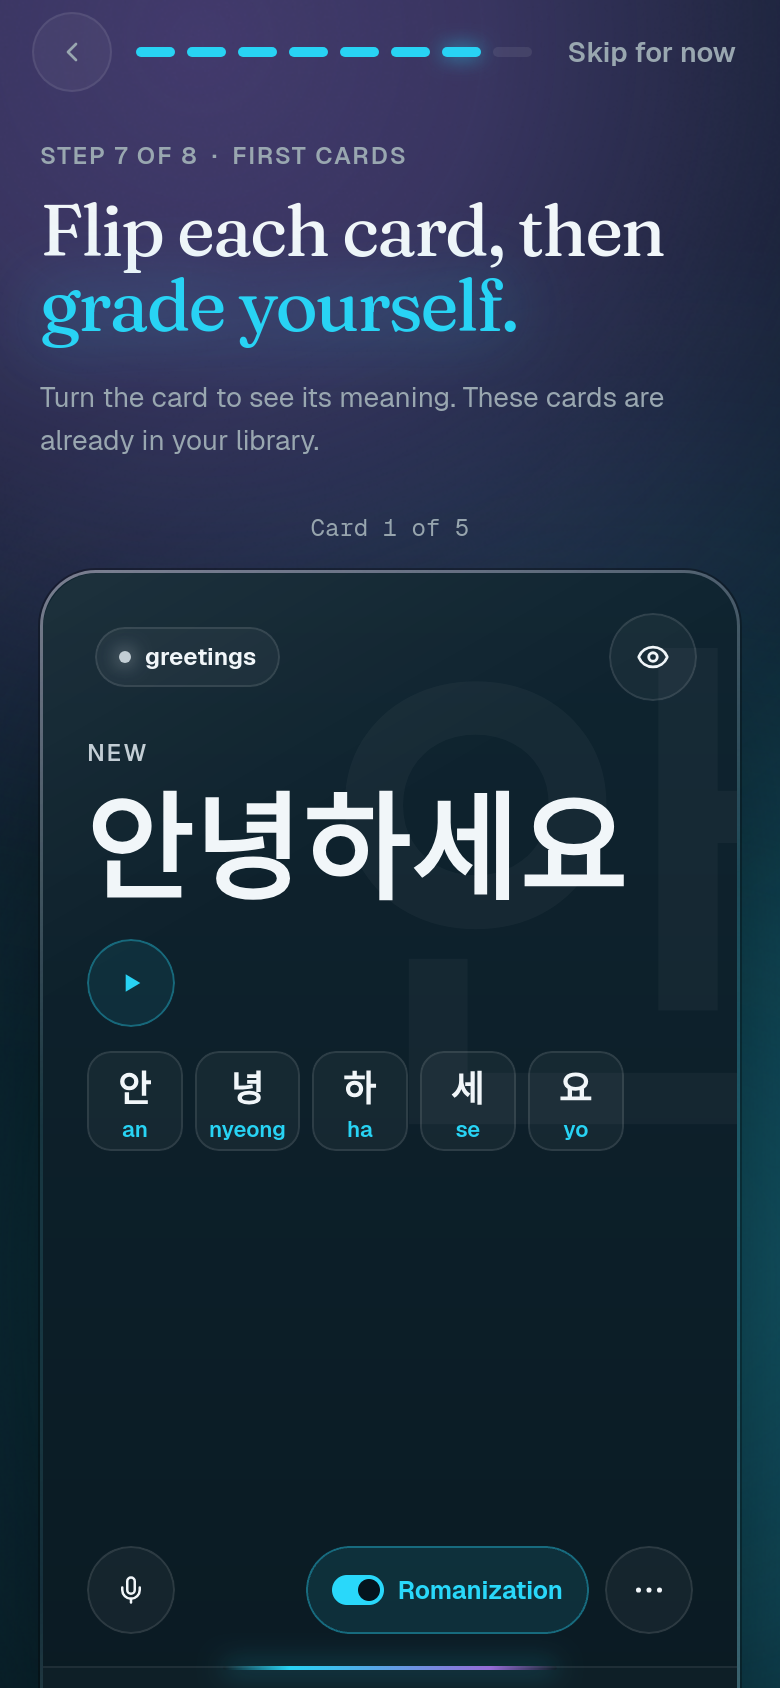 Skip for now
STEP 7 OF 8 · FIRST CARDS
Flip each card, then
grade yourself.
Turn the card to see its meaning. These cards are
already in your library.
Card 1 of 5
greetings
NEW
안녕하세요
안 녕 하 세 요
an nyeong ha se yo
Romanization